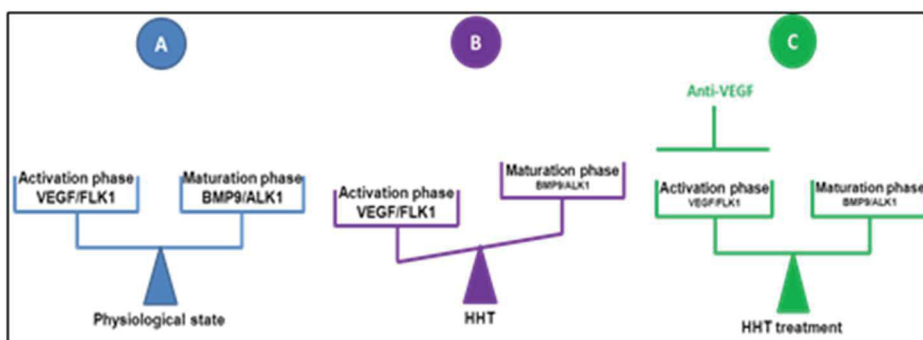 A
Activation phase
VEGF/FLK1
Maturation phase
BMP9/ALK1
Physiological state
B
Activation phase
VEGF/FLK1
Maturation phase
BMP9/ALK1
HHT
C
Anti-VEGF
Activation phase
VEGF/FLK1
Maturation phase
BMP9/ALK1
HHT treatment